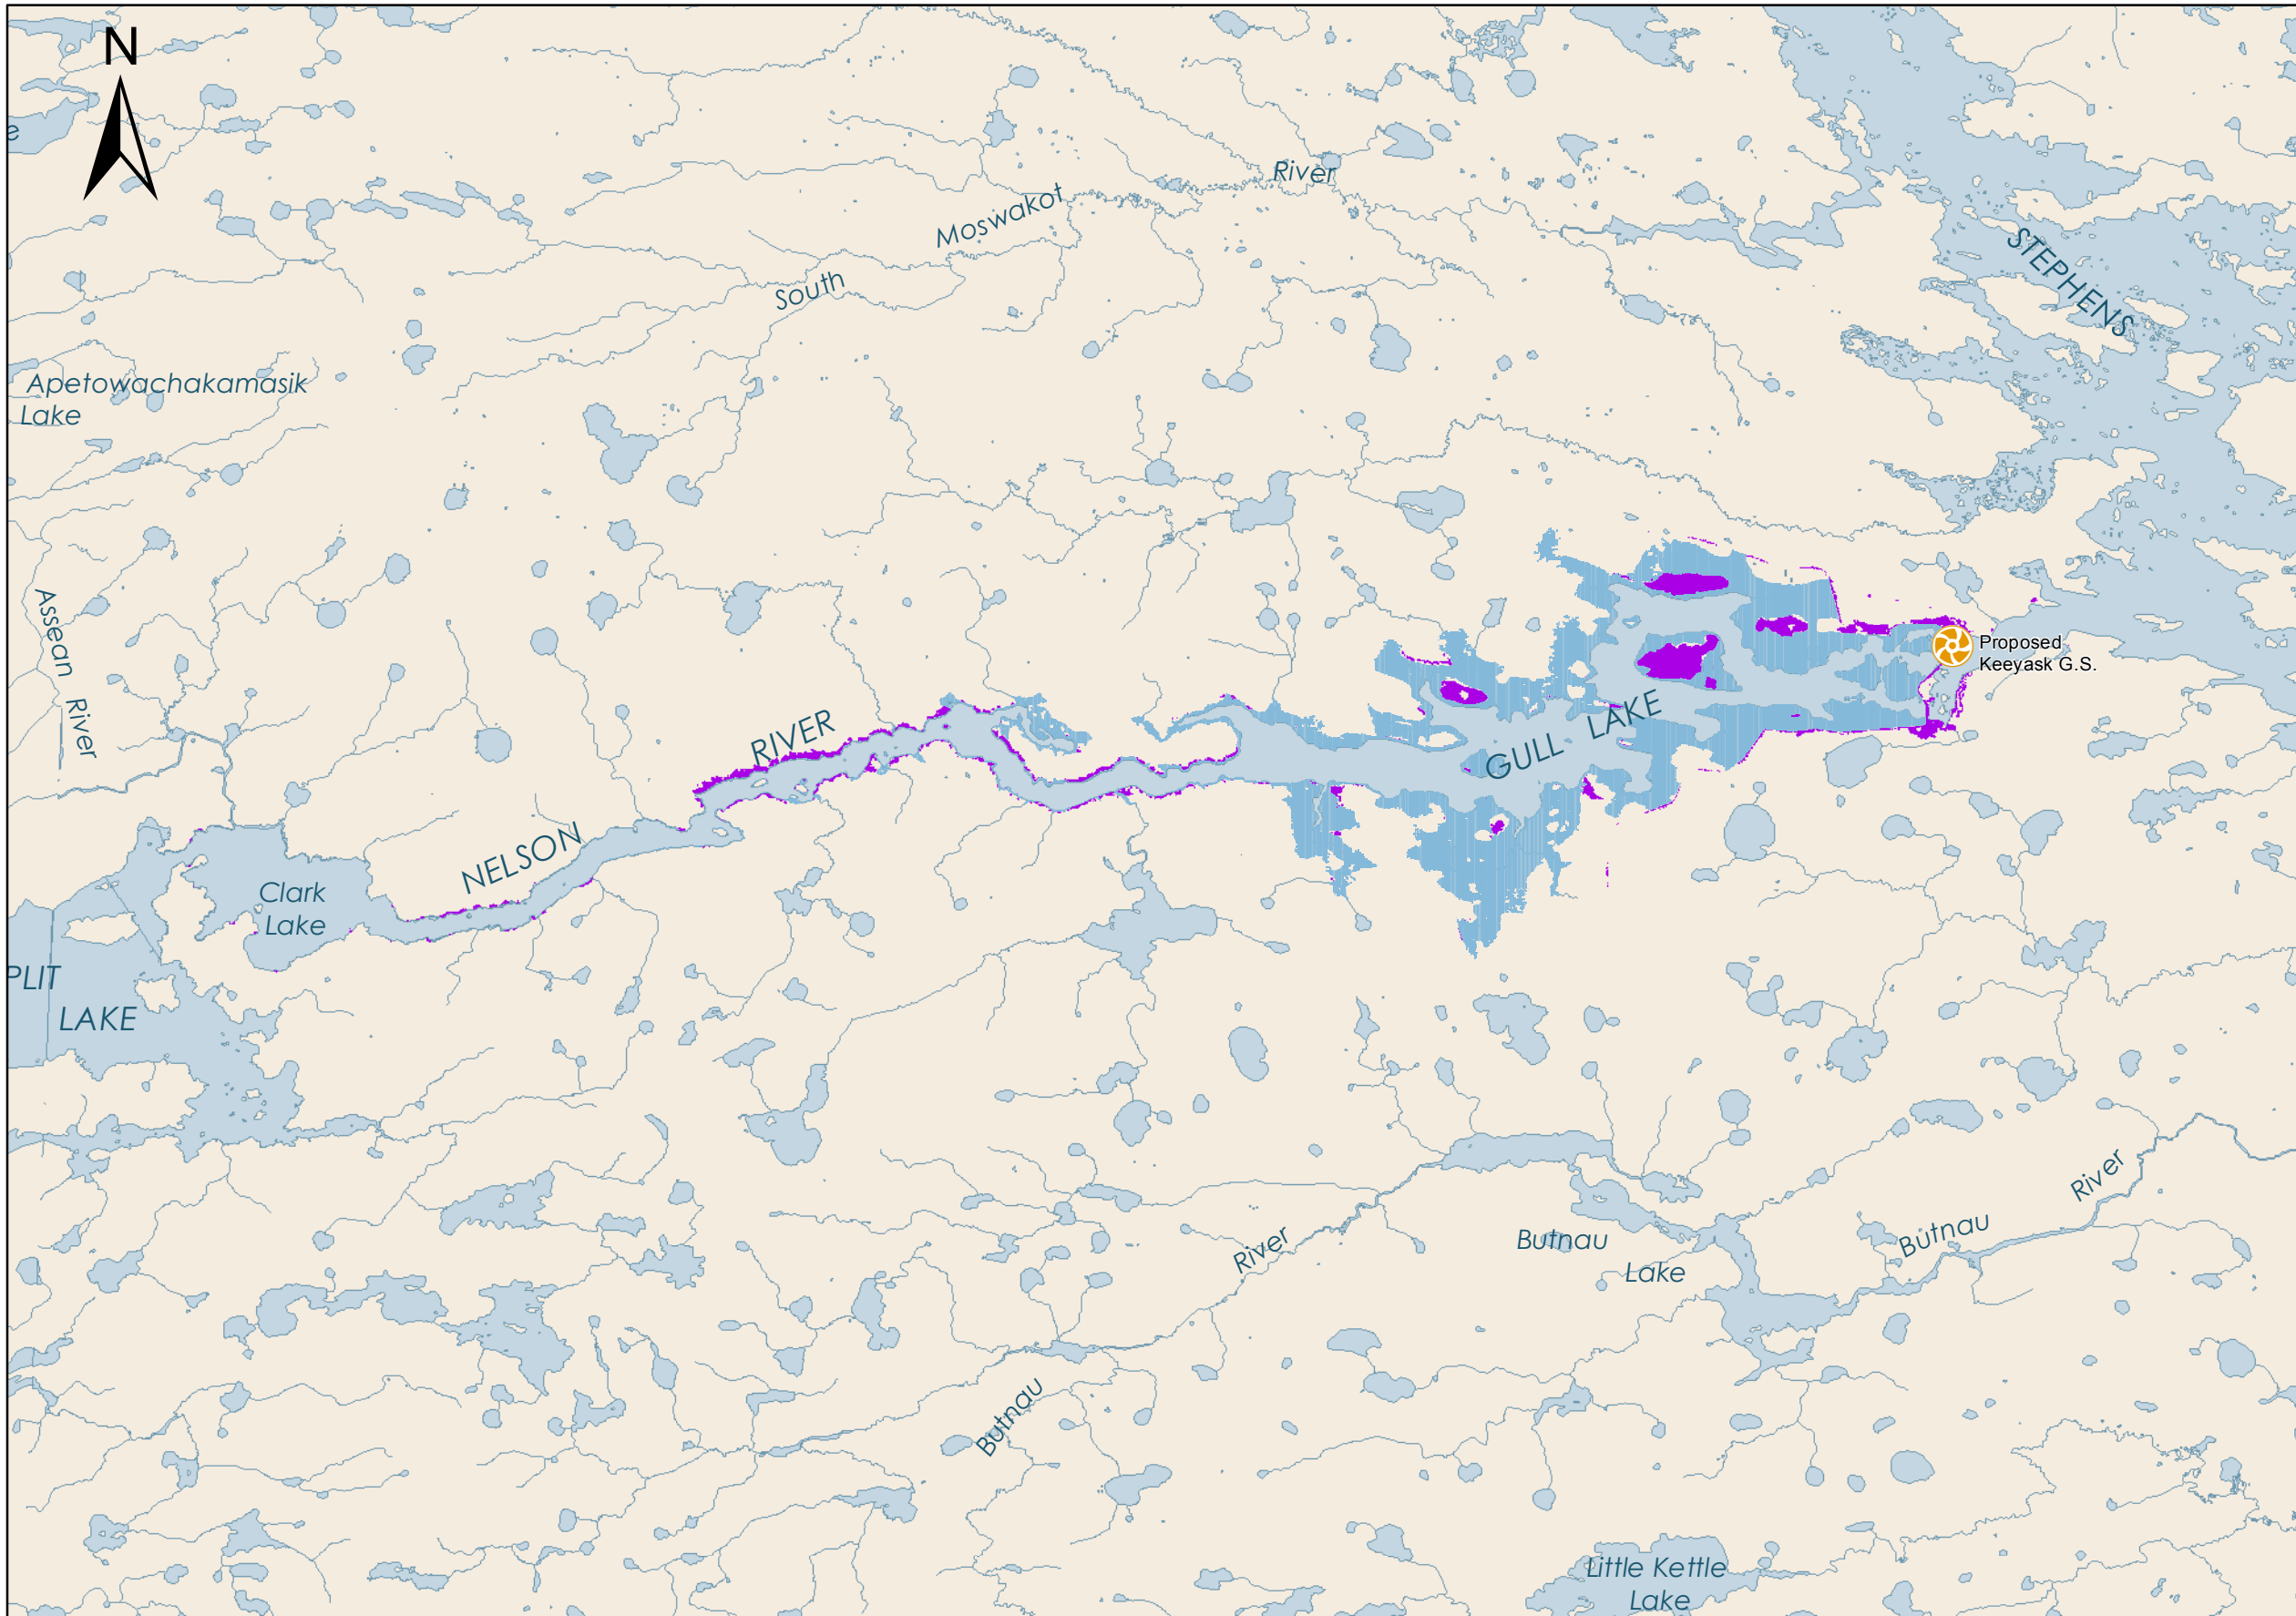 N
e
River
Moswakot
South
STEPHENS
Apetowachakamasik
Lake
Assean River
Proposed
Keeyask G.S.
GULL LAKE
RIVER
NELSON
Clark
Lake
PLIT
LAKE
River
River
Butnau
Butnau
Lake
Butnau
Little Kettle
Lake